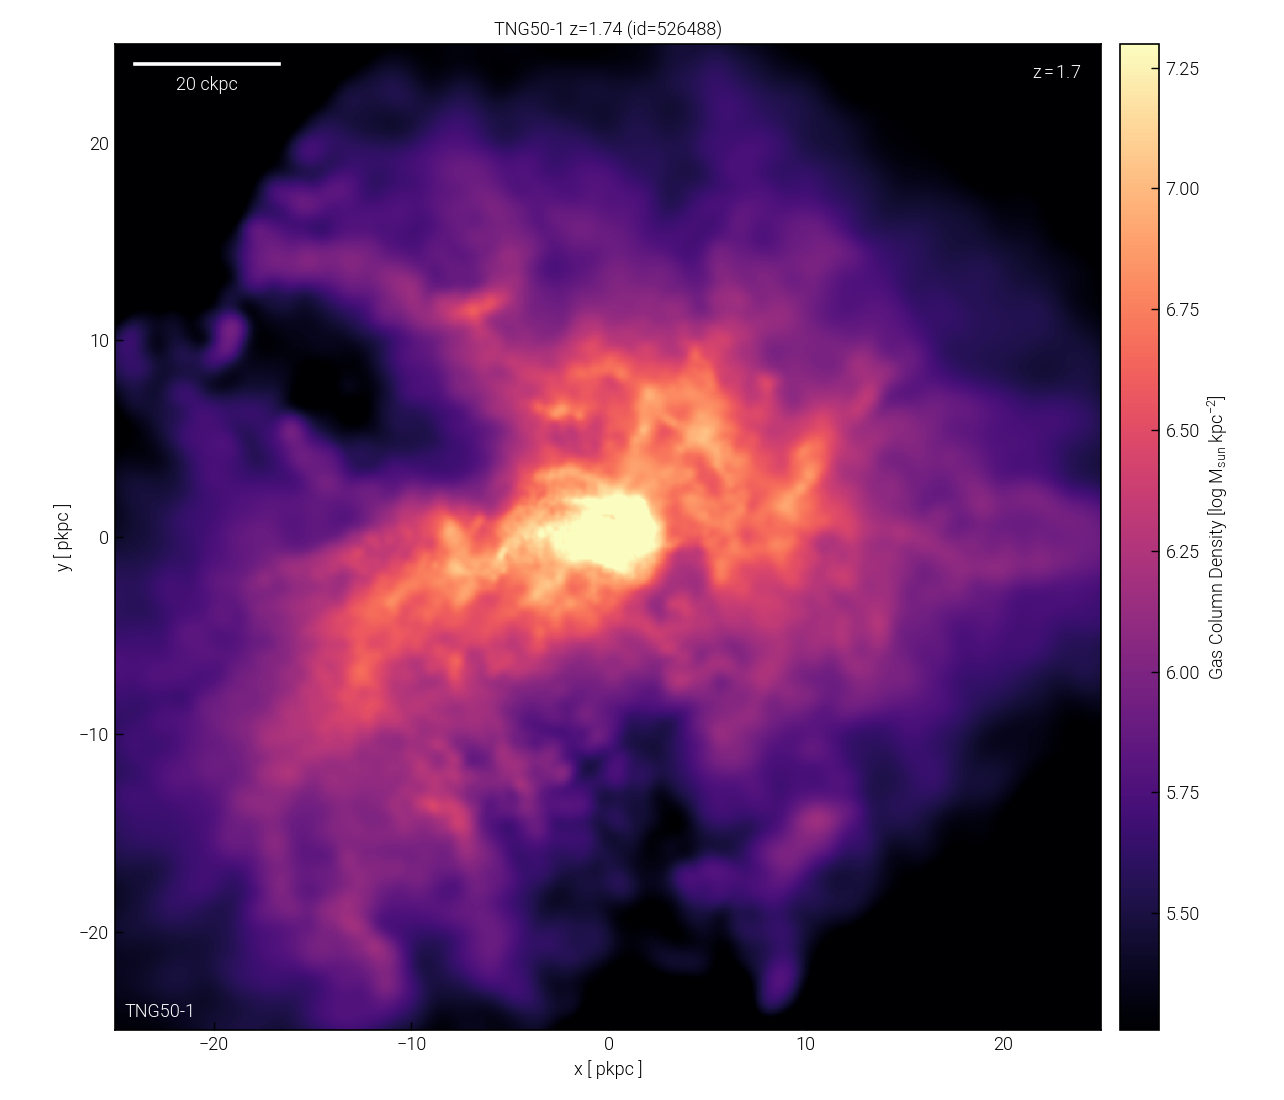 TNG50-1 z=1.74 (id=526488)
20 ckpc
z=1.7
TNG50-1
20
10
0
−10
−20
y [ pkpc ]
−20
−10
0
10
20
x [ pkpc ]
7.25
7.00
6.75
6.50
6.25
6.00
5.75
5.50
Gas Column Density [log Msun kpc−2]